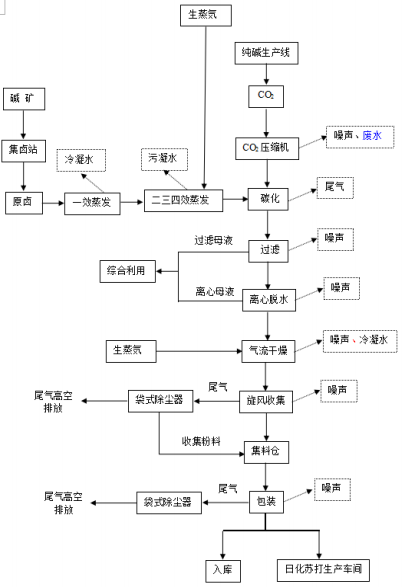 生蒸気
纯碱生产线
碱 矿
CO₂
集卤站
冷凝水
污凝水
CO₂压缩机
噪声、废水
原卤
一效蒸发
二三四效蒸发
碳化
尾气
过滤母液
过滤
噪声
综合利用
离心母液
离心脱水
噪声
生蒸气
气流干燥
噪声、冷凝水
尾气高空
排放
袋式除尘器
尾气
旋风收集
噪声
收集粉料
集料仓
尾气高空
排放
袋式除尘器
尾气
包装
噪声
入库
日化苏打生产车间